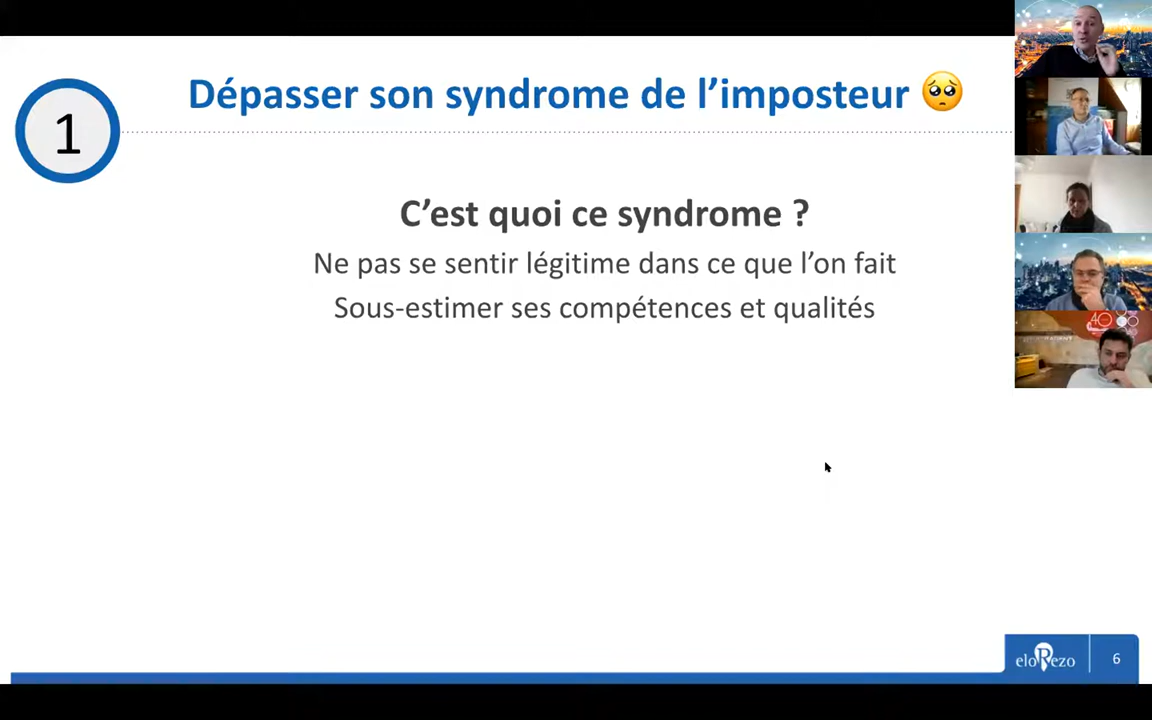 1
Dépasser son syndrome de l’imposteur 🥺
C’est quoi ce syndrome ?
Ne pas se sentir légitime dans ce que l’on fait
Sous-estimer ses compétences et qualités
40
eloRezo
6